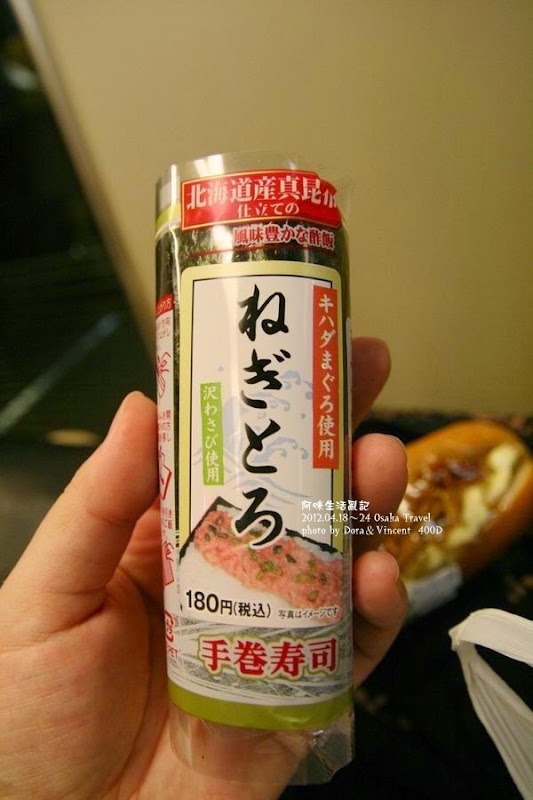 北海道産真昆布
仕立ての
風味豊かな酢飯
キハダまぐろ使用
ねぎとろ
沢わさび使用
阿咪生活亂記
2012.04.18～24 Osaka Travel
photo by Dora & Vincent 400D
180円(税込)
写真はイメージです
手巻寿司